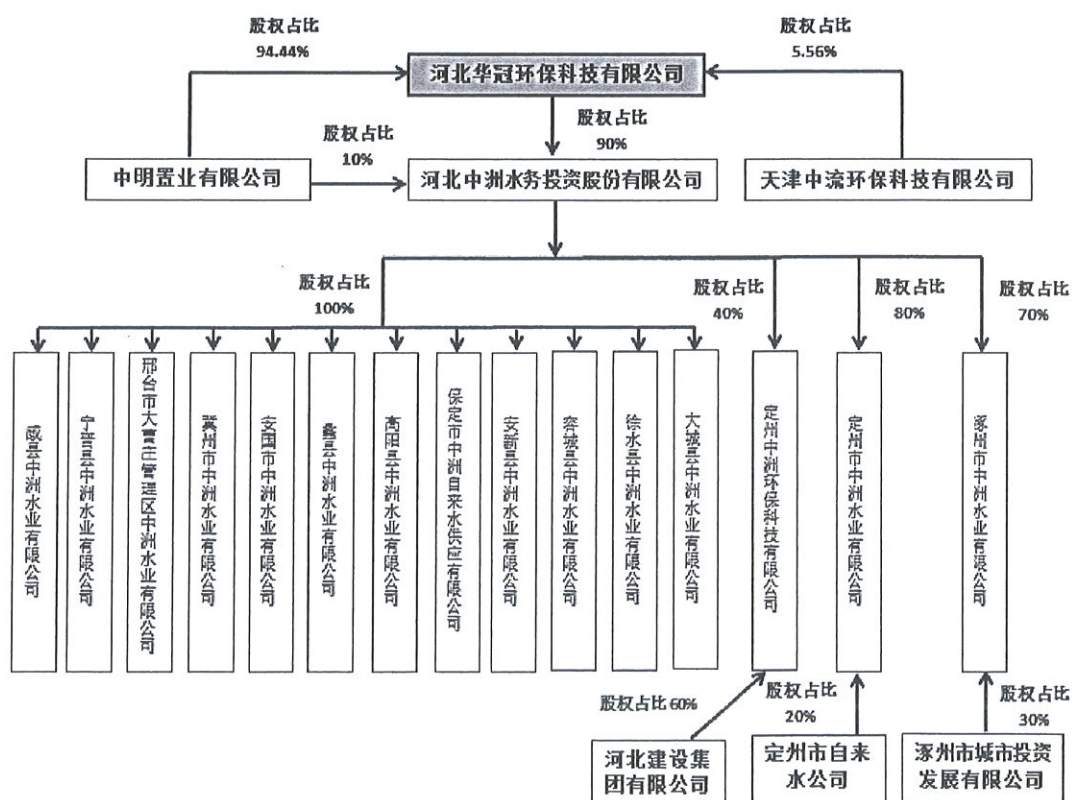 股权占比
94.44%
股权占比
5.56%
河北华冠环保科技有限公司
股权占比
90%
股权占比
10%
中明置业有限公司
河北中洲水务投资股份有限公司
天津中流环保科技有限公司
股权占比
100%
股权占比
40%
股权占比
80%
股权占比
70%
威县中洲水业有限公司
宁晋县中洲水业有限公司
邢台市大曹庄管理区中洲水业有限公司
冀州市中洲水业有限公司
安国市中洲水业有限公司
蠡县中洲水业有限公司
高阳县中洲水业有限公司
保定市中洲自来水供应有限公司
安新县中洲水业有限公司
容城县中洲水业有限公司
徐水县中洲水业有限公司
大城县中洲水业有限公司
定州中洲环保科技有限公司
定州市中洲水业有限公司
涿州市中洲水业有限公司
股权占比 60%
股权占比
20%
股权占比
30%
河北建设集
团有限公司
定州市自来
水公司
涿州市城市投资
发展有限公司